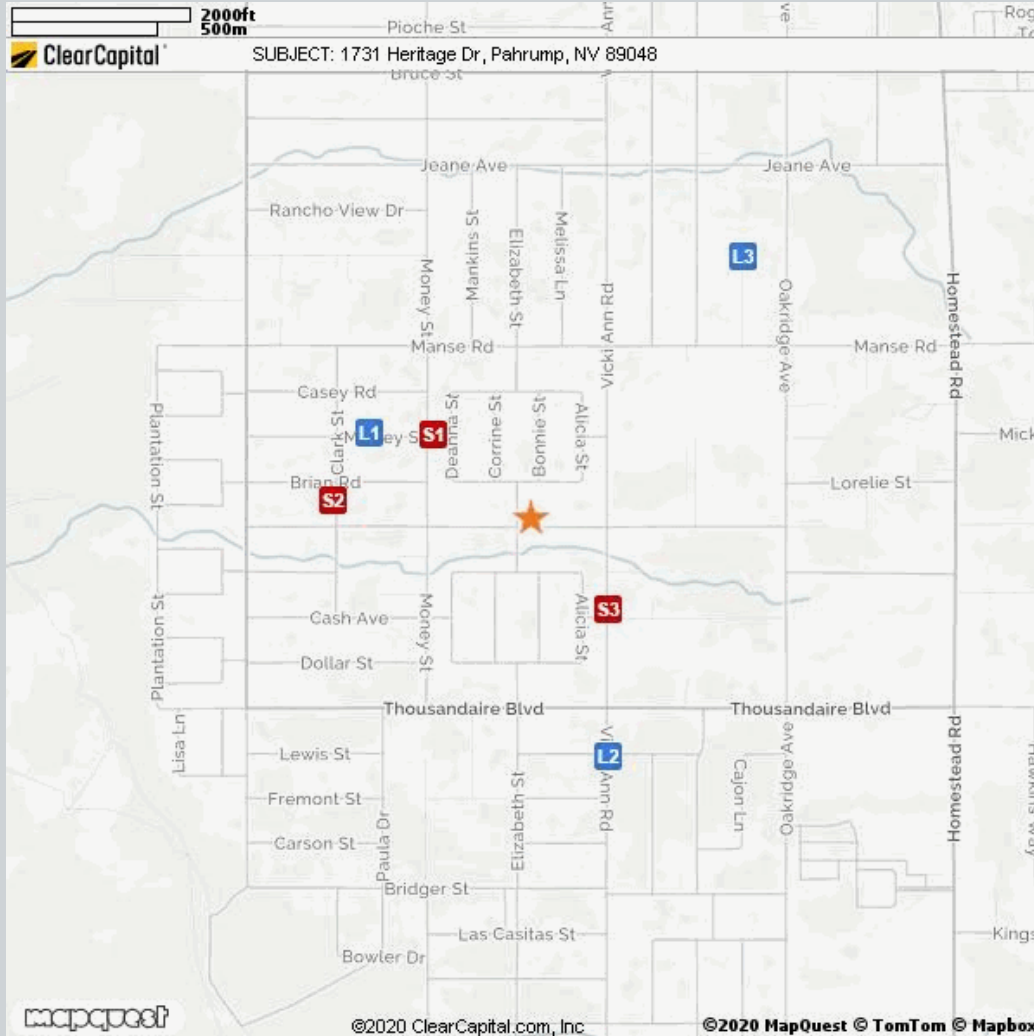 2000ft
500m
Pioche St
ClearCapital
SUBJECT: 1731 Heritage Dr, Pahrump, NV 89048
Bruce St
Jeane Ave
Jeane Ave
Rancho View Dr
Mankins St
Elizabeth St
Melissa Ln
L3
Money St
Vicki Ann Rd
Oakridge Ave
Homestead Rd
Manse Rd
Manse Rd
Casey Rd
Plantation St
Clark St
L1
S1
Deanna St
Corrine St
Bonnie St
Alicia St
Brian Rd
Lorelie St
S2
Plantation St
Cash Ave
Money St
Alicia St
S3
Dollar St
Thousandaire Blvd
Thousandaire Blvd
Lisa Ln
Lewis St
L2
Ann Rd
Elizabeth St
Cajon Ln
Oakridge Ave
Homestead Rd
Fremont St
Paula Dr
Carson St
Bridger St
Las Casitas St
Bowler Dr
mapquest
©2020 ClearCapital.com, Inc
©2020 MapQuest © TomTom © Mapbox